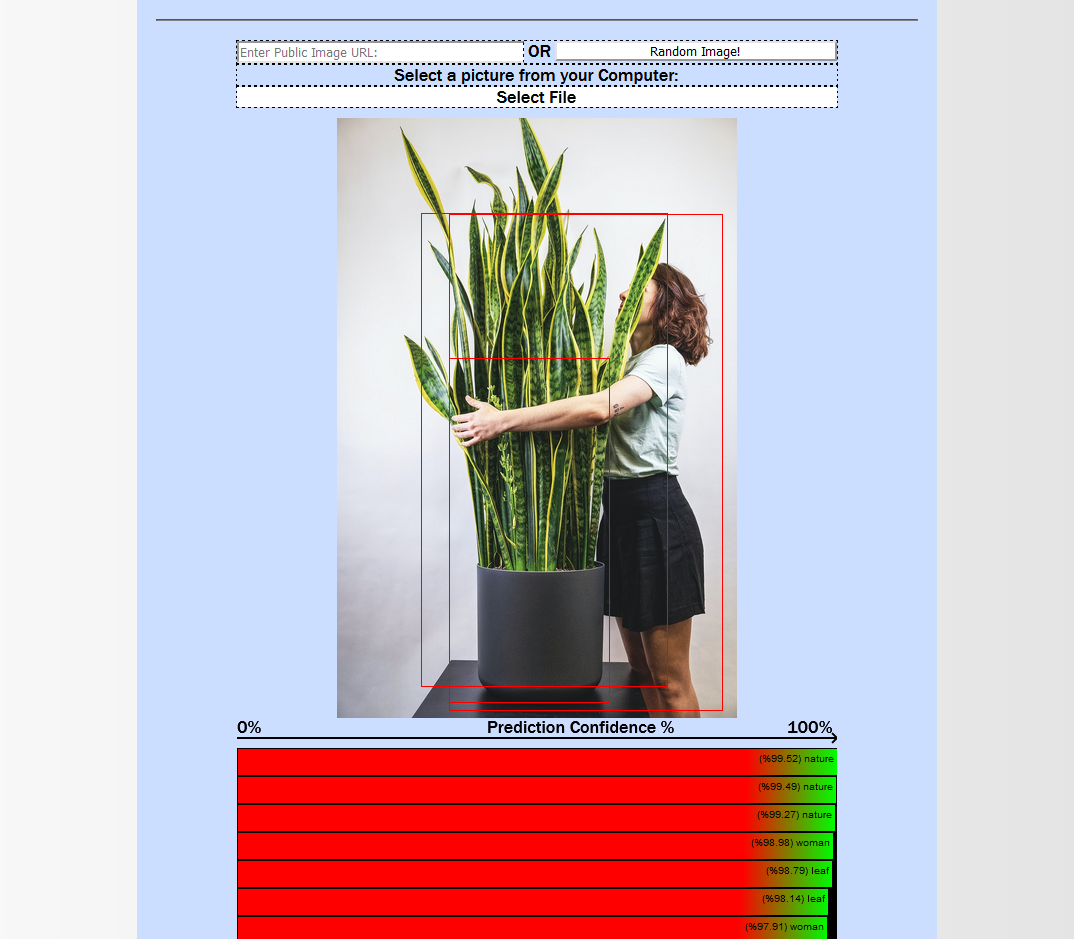 Enter Public Image URL: OR Random Image!
Select a picture from your Computer:
Select File
0% Prediction Confidence % 100%
(%99.52) nature
(%99.49) nature
(%99.27) nature
(%98.98) woman
(%98.79) leaf
(%98.14) leaf
(%97.91) woman